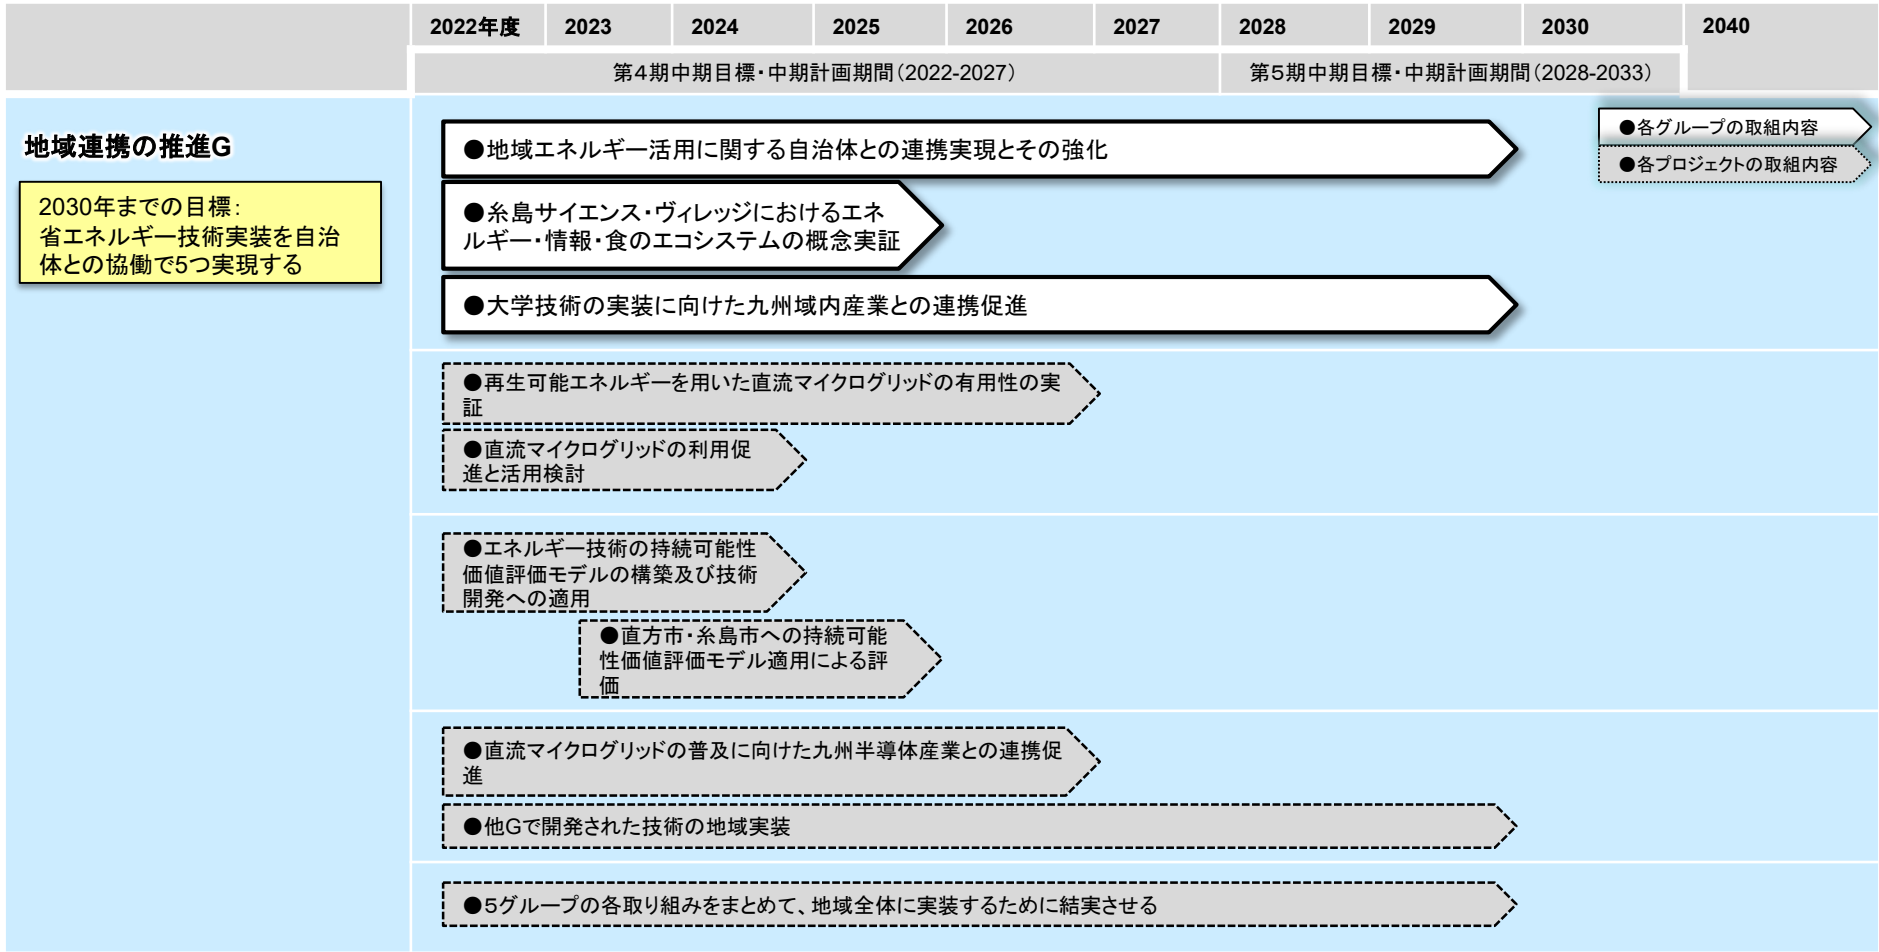 2022年度 2023 2024 2025 2026 2027 2028 2029 2030 2040
第4期中期目標・中期計画期間(2022-2027) 第5期中期目標・中期計画期間(2028-2033)
●各グループの取組内容
●各プロジェクトの取組内容
地域連携の推進G
2030年までの目標：
省エネルギー技術実装を自治
体との協働で5つ実現する
●地域エネルギー活用に関する自治体との連携実現とその強化
●糸島サイエンス・ヴィレッジにおけるエネ
ルギー・情報・食のエコシステムの概念実証
●大学技術の実装に向けた九州域内産業との連携促進
●再生可能エネルギーを用いた直流マイクログリッドの有用性の実
証
●直流マイクログリッドの利用促
進と活用検討
●エネルギー技術の持続可能性
価値評価モデルの構築及び技術
開発への適用
●直方市・糸島市への持続可能
性価値評価モデル適用による評
価
●直流マイクログリッドの普及に向けた九州半導体産業との連携促
進
●他Gで開発された技術の地域実装
●5グループの各取り組みをまとめて、地域全体に実装するために結実させる